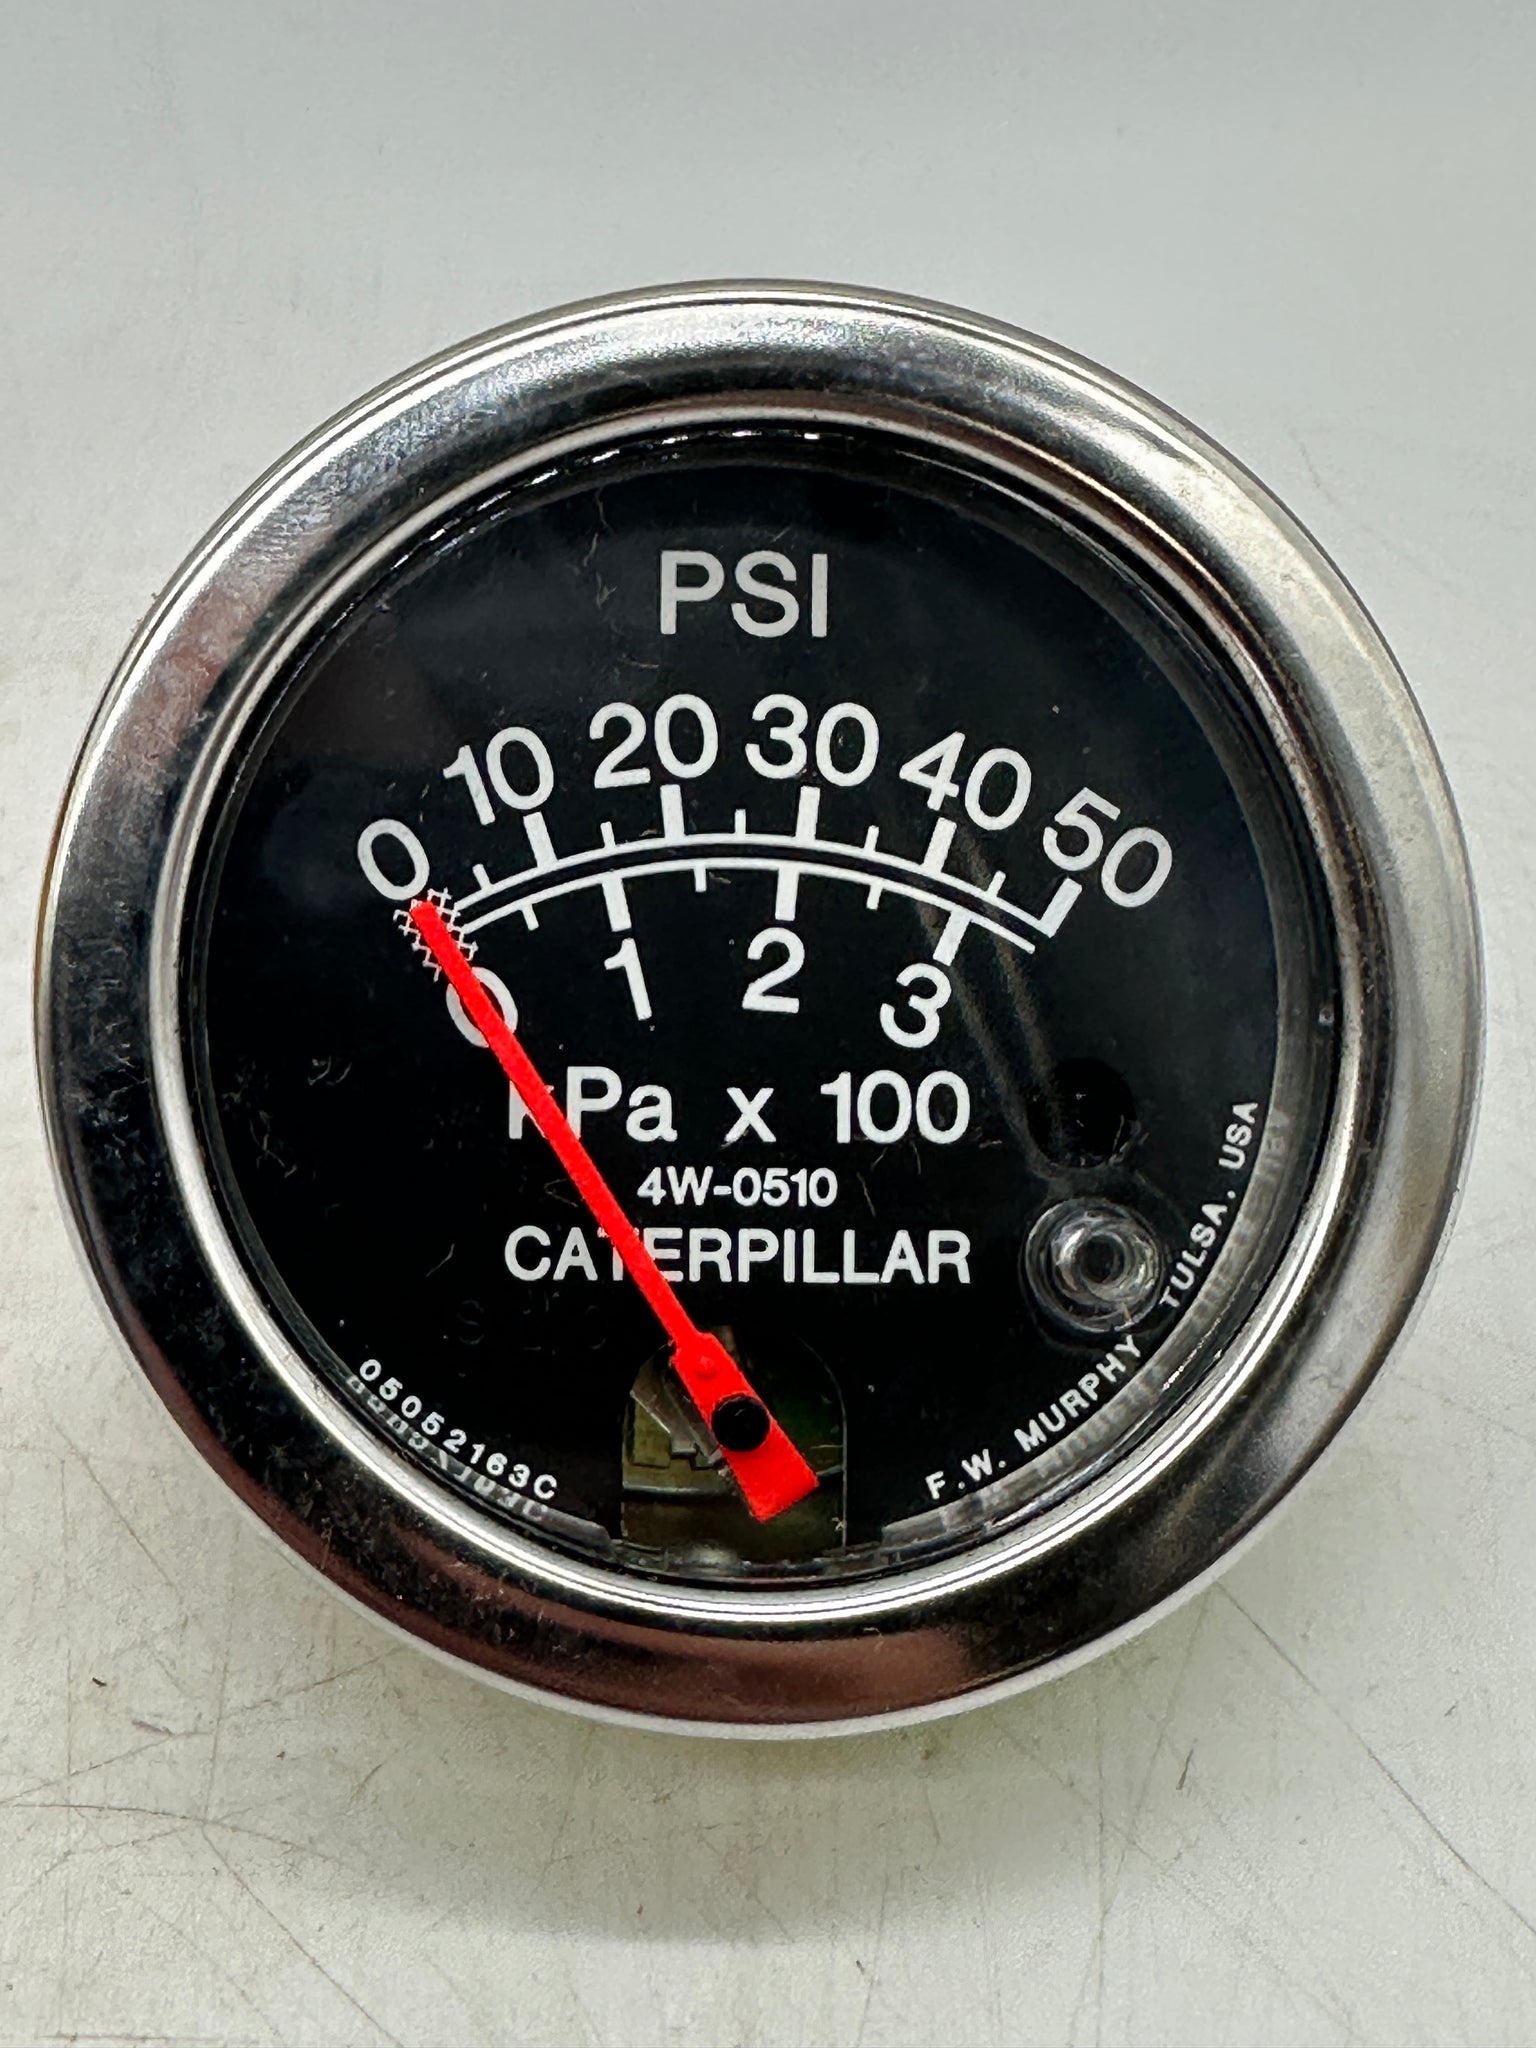 PSI
0 10 20 30 40 50
0 1 2 3
kPa x 100
4W-0510
CATERPILLAR
05052163C
F.W. MURPHY TULSA, USA